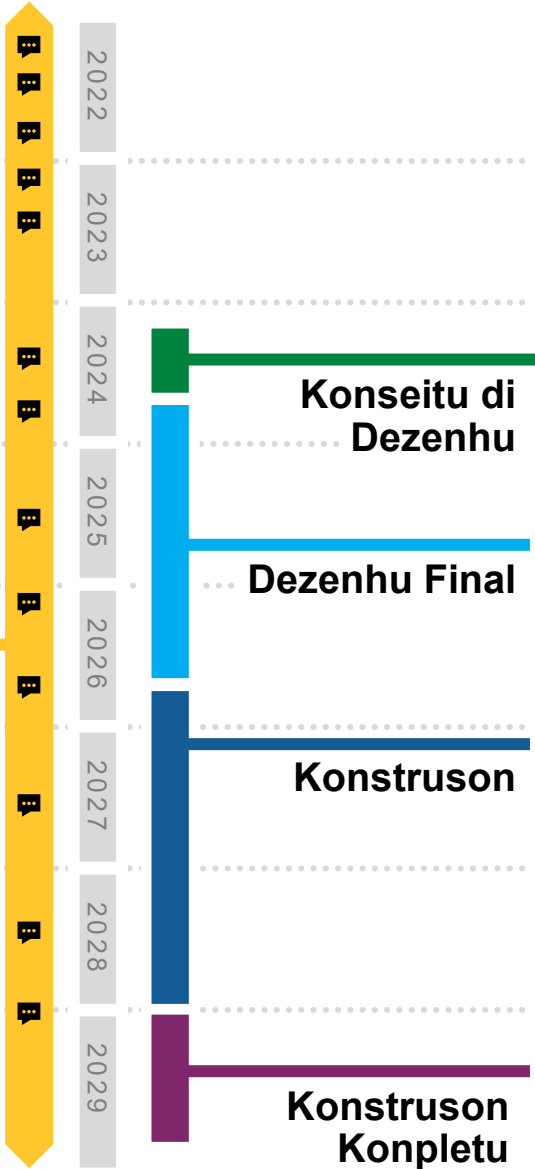 2022
2023
2024
Konseitu di
Dezenhu
2025
Dezenhu Final
2026
2027
Konstruson
2028
2029
Konstruson
Konpletu